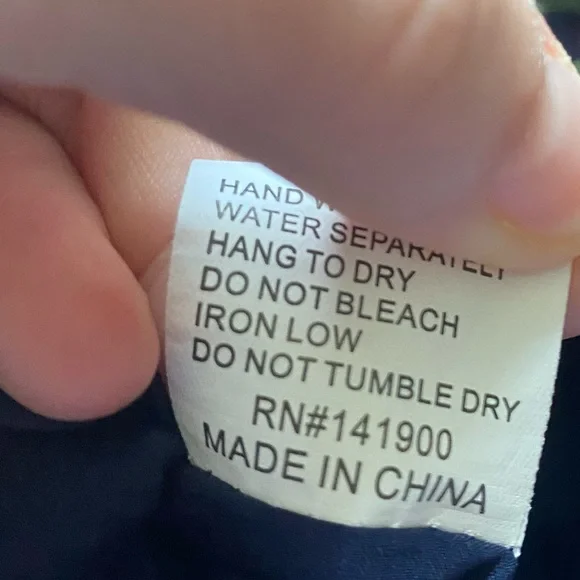 HAND
WATER SEPARATELY
HANG TO DRY
DO NOT BLEACH
IRON LOW
DO NOT TUMBLE DRY
RN#141900
MADE IN CHINA